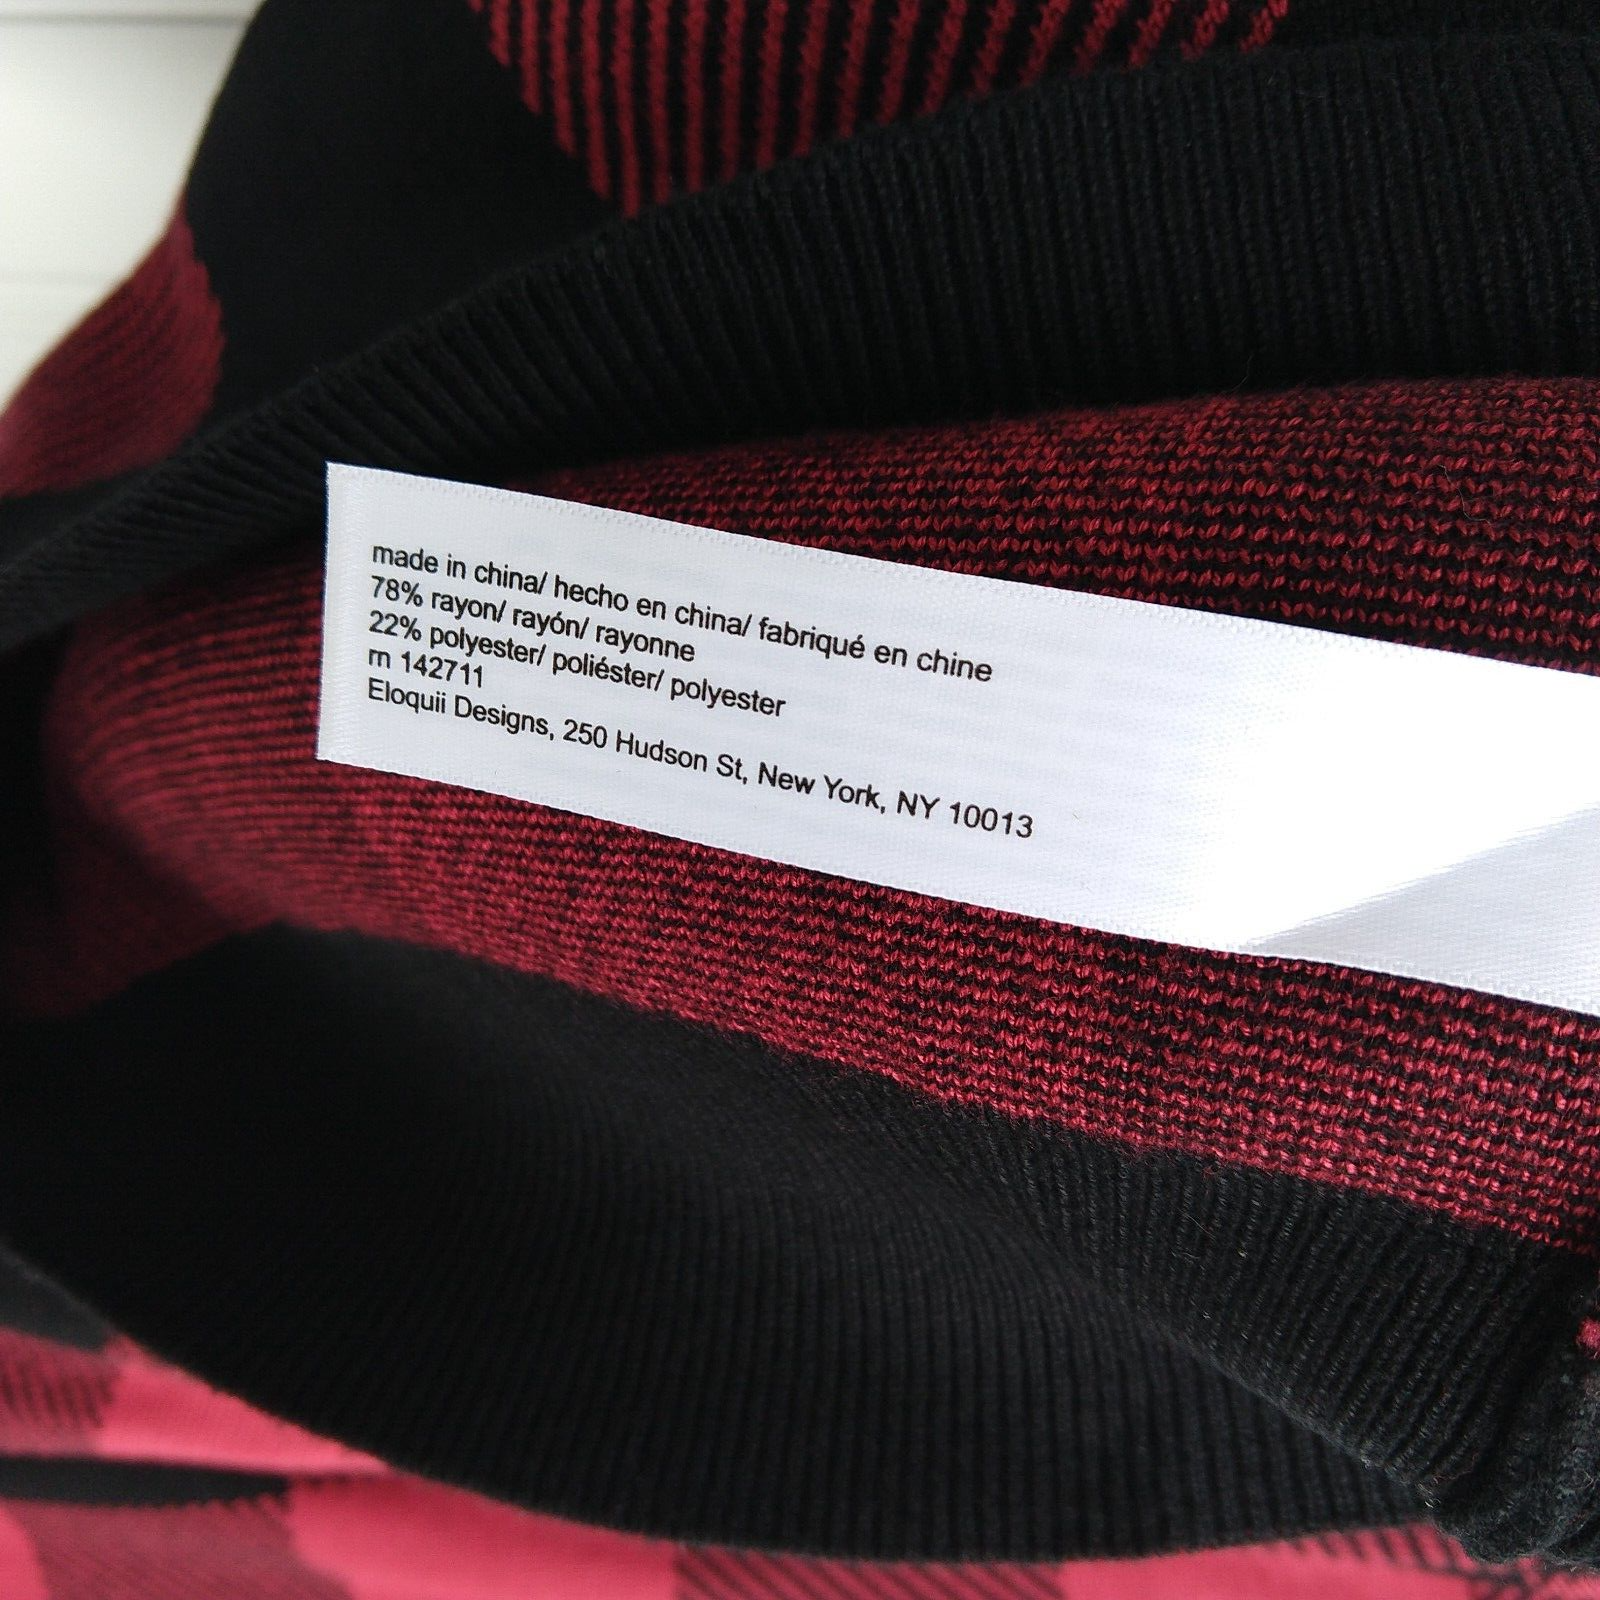 made in china/ hecho en china/ fabriqué en chine
78% rayon/ rayón/ rayonne
22% polyester/ poliéster/ polyester
rn 142711
Eloquii Designs, 250 Hudson St, New York, NY 10013